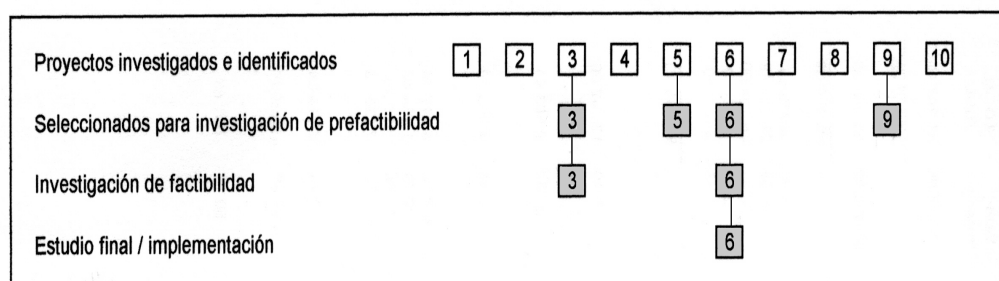 Proyectos investigados e identificados 1 2 3 4 5 6 7 8 9 10
Seleccionados para investigación de prefactibilidad 3 5 6 9
Investigación de factibilidad 3 6
Estudio final / implementación 6